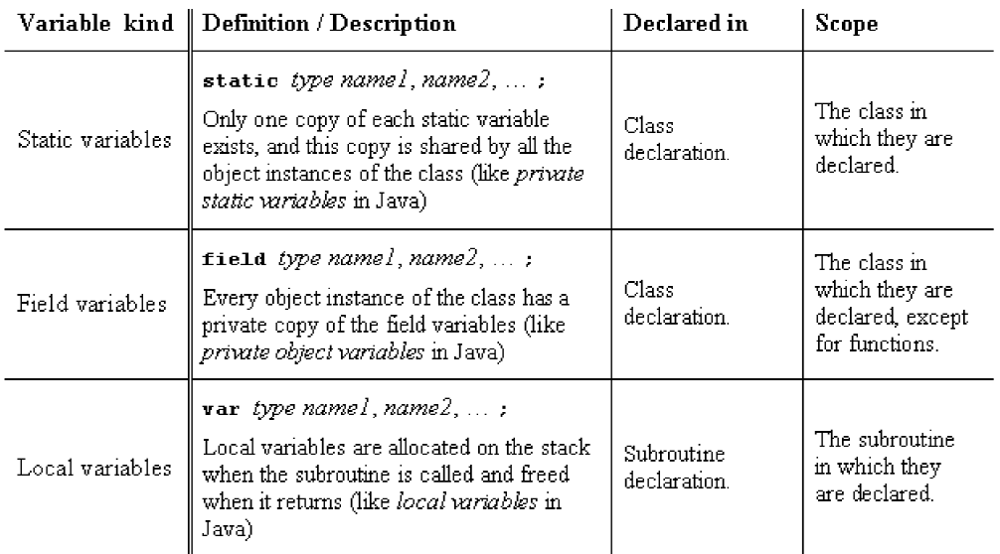 Variable kind Definition / Description Declared in Scope
Static variables
static type name1, name2, ... ;
Only one copy of each static variable
exists, and this copy is shared by all the
object instances of the class (like private
static variables in Java)
Class
declaration.
The class in
which they are
declared.
Field variables
field type name1, name2, ... ;
Every object instance of the class has a
private copy of the field variables (like
private object variables in Java)
Class
declaration.
The class in
which they are
declared, except
for functions.
Local variables
var type name1, name2, ... ;
Local variables are allocated on the stack
when the subroutine is called and freed
when it returns (like local variables in
Java)
Subroutine
declaration.
The subroutine
in which they
are declared.